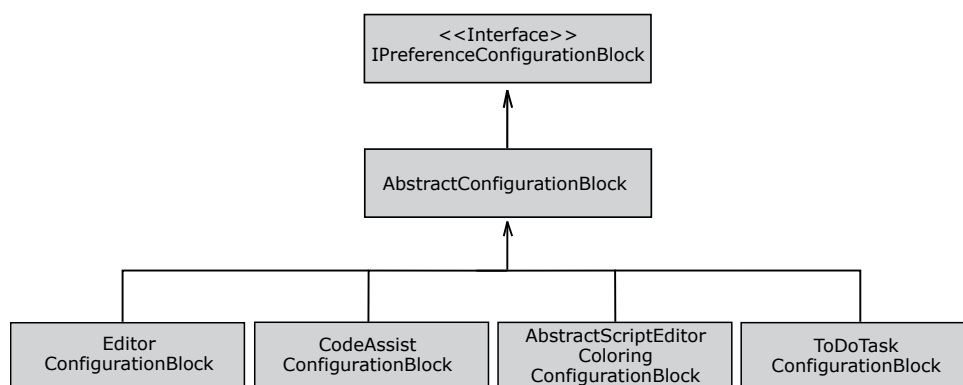 <<Interface>>
IPreferenceConfigurationBlock
AbstractConfigurationBlock
Editor
ConfigurationBlock
CodeAssist
ConfigurationBlock
AbstractScriptEditor
Coloring
ConfigurationBlock
ToDoTask
ConfigurationBlock